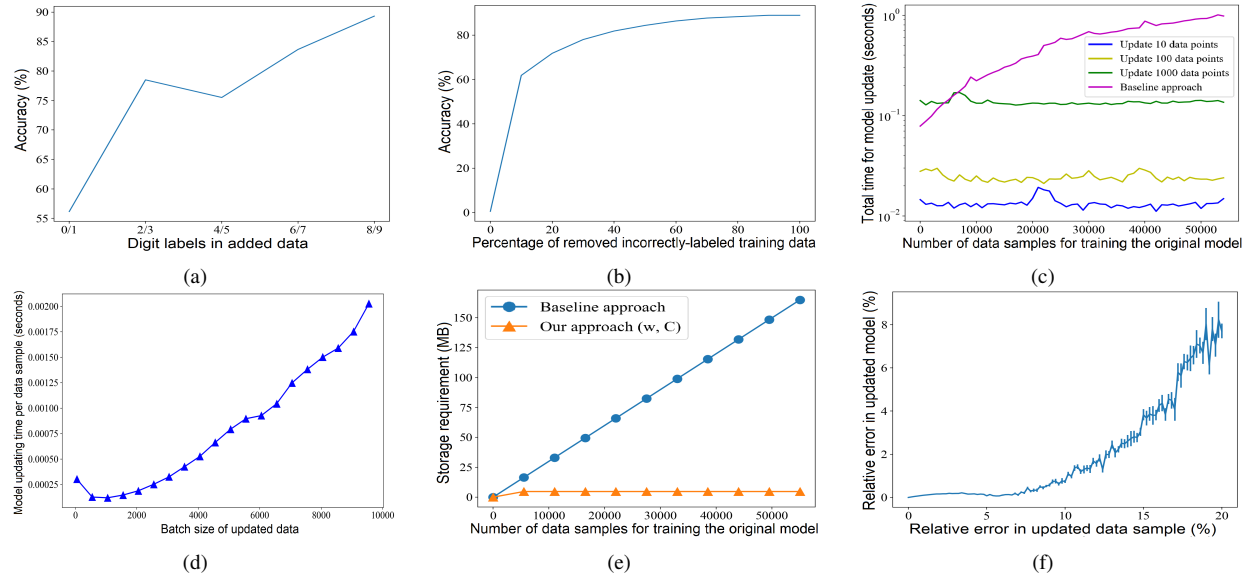 Accuracy (%)
90
85
80
75
70
65
60
55
0/1
2/3
4/5
6/7
8/9
Digit labels in added data
(a)
Accuracy (%)
80
60
40
20
0
0
20
40
60
80
100
Percentage of removed incorrectly-labeled training data
(b)
Total time for model update (seconds)
10^0
10^-1
10^-2
Update 10 data points
Update 100 data points
Update 1000 data points
Baseline approach
0
10000
20000
30000
40000
50000
Number of data samples for training the original model
(c)
Model updating time per data sample (seconds)
0.00200
0.00175
0.00150
0.00125
0.00100
0.00075
0.00050
0.00025
0
2000
4000
6000
8000
10000
Batch size of updated data
(d)
Storage requirement (MB)
150
125
100
75
50
25
0
Baseline approach
Our approach (w, C)
0
10000
20000
30000
40000
50000
Number of data samples for training the original model
(e)
Relative error in updated model (%)
8
6
4
2
0
0
5
10
15
20
Relative error in updated data sample (%)
(f)